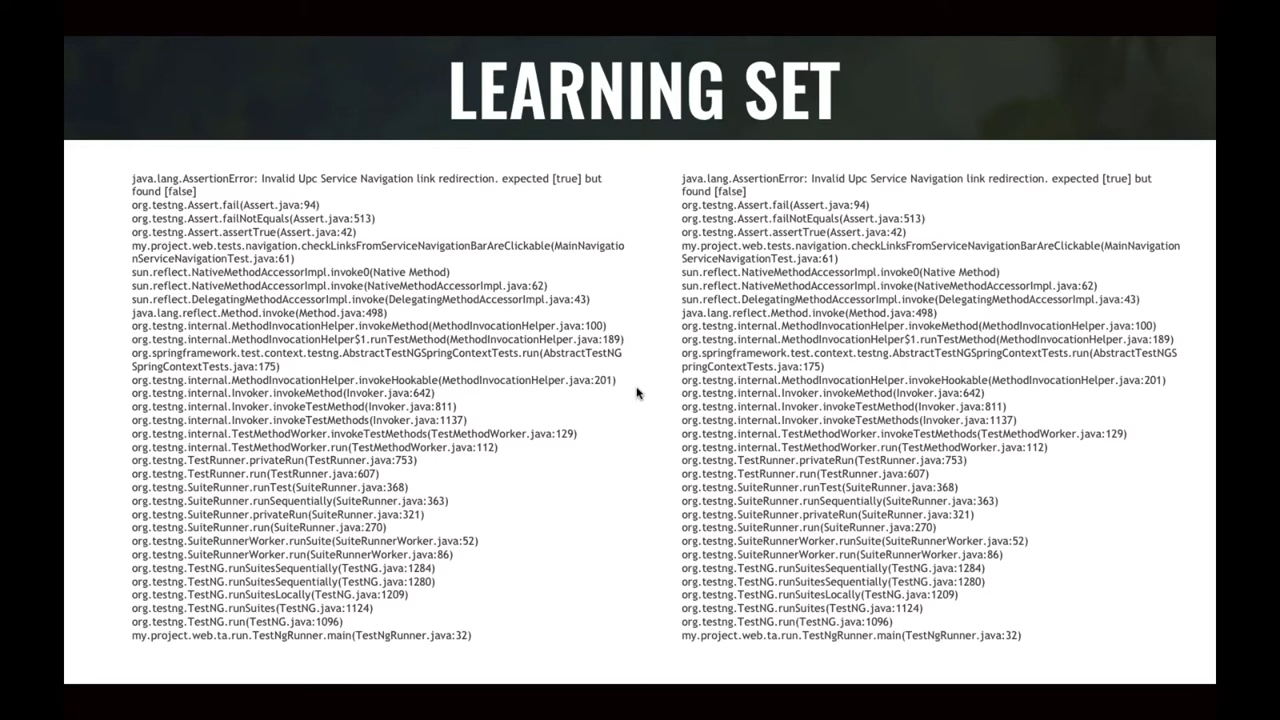 LEARNING SET
java.lang.AssertionError: Invalid Upc Service Navigation link redirection. expected [true] but
found [false]
org.testng.Assert.fail(Assert.java:94)
org.testng.Assert.failNotEquals(Assert.java:513)
org.testng.Assert.assertTrue(Assert.java:42)
my.project.web.tests.navigation.checkLinksFromServiceNavigationBarAreClickable(MainNavigatio
nServiceNavigationTest.java:61)
sun.reflect.NativeMethodAccessorImpl.invoke0(Native Method)
sun.reflect.NativeMethodAccessorImpl.invoke(NativeMethodAccessorImpl.java:62)
sun.reflect.DelegatingMethodAccessorImpl.invoke(DelegatingMethodAccessorImpl.java:43)
java.lang.reflect.Method.invoke(Method.java:498)
org.testng.internal.MethodInvocationHelper.invokeMethod(MethodInvocationHelper.java:100)
org.testng.internal.MethodInvocationHelper$1.runTestMethod(MethodInvocationHelper.java:189)
org.springframework.test.context.testng.AbstractTestNGSpringContextTests.run(AbstractTestNG
SpringContextTests.java:175)
org.testng.internal.MethodInvocationHelper.invokeHookable(MethodInvocationHelper.java:201)
org.testng.internal.Invoker.invokeMethod(Invoker.java:642)
org.testng.internal.Invoker.invokeTestMethod(Invoker.java:811)
org.testng.internal.Invoker.invokeTestMethods(Invoker.java:1137)
org.testng.internal.TestMethodWorker.invokeTestMethods(TestMethodWorker.java:129)
org.testng.internal.TestMethodWorker.run(TestMethodWorker.java:112)
org.testng.TestRunner.privateRun(TestRunner.java:753)
org.testng.TestRunner.run(TestRunner.java:607)
org.testng.SuiteRunner.runTest(SuiteRunner.java:368)
org.testng.SuiteRunner.runSequentially(SuiteRunner.java:363)
org.testng.SuiteRunner.privateRun(SuiteRunner.java:321)
org.testng.SuiteRunner.run(SuiteRunner.java:270)
org.testng.SuiteRunnerWorker.runSuite(SuiteRunnerWorker.java:52)
org.testng.SuiteRunnerWorker.run(SuiteRunnerWorker.java:86)
org.testng.TestNG.runSuitesSequentially(TestNG.java:1284)
org.testng.TestNG.runSuitesSequentially(TestNG.java:1280)
org.testng.TestNG.runSuitesLocally(TestNG.java:1209)
org.testng.TestNG.runSuites(TestNG.java:1124)
org.testng.TestNG.run(TestNG.java:1096)
my.project.web.ta.run.TestNgRunner.main(TestNgRunner.java:32)
java.lang.AssertionError: Invalid Upc Service Navigation link redirection. expected [true] but
found [false]
org.testng.Assert.fail(Assert.java:94)
org.testng.Assert.failNotEquals(Assert.java:513)
org.testng.Assert.assertTrue(Assert.java:42)
my.project.web.tests.navigation.checkLinksFromServiceNavigationBarAreClickable(MainNavigation
ServiceNavigationTest.java:61)
sun.reflect.NativeMethodAccessorImpl.invoke0(Native Method)
sun.reflect.NativeMethodAccessorImpl.invoke(NativeMethodAccessorImpl.java:62)
sun.reflect.DelegatingMethodAccessorImpl.invoke(DelegatingMethodAccessorImpl.java:43)
java.lang.reflect.Method.invoke(Method.java:498)
org.testng.internal.MethodInvocationHelper.invokeMethod(MethodInvocationHelper.java:100)
org.testng.internal.MethodInvocationHelper$1.runTestMethod(MethodInvocationHelper.java:189)
org.springframework.test.context.testng.AbstractTestNGSpringContextTests.run(AbstractTestNGS
pringContextTests.java:175)
org.testng.internal.MethodInvocationHelper.invokeHookable(MethodInvocationHelper.java:201)
org.testng.internal.Invoker.invokeMethod(Invoker.java:642)
org.testng.internal.Invoker.invokeTestMethod(Invoker.java:811)
org.testng.internal.Invoker.invokeTestMethods(Invoker.java:1137)
org.testng.internal.TestMethodWorker.invokeTestMethods(TestMethodWorker.java:129)
org.testng.internal.TestMethodWorker.run(TestMethodWorker.java:112)
org.testng.TestRunner.privateRun(TestRunner.java:753)
org.testng.TestRunner.run(TestRunner.java:607)
org.testng.SuiteRunner.runTest(SuiteRunner.java:368)
org.testng.SuiteRunner.runSequentially(SuiteRunner.java:363)
org.testng.SuiteRunner.privateRun(SuiteRunner.java:321)
org.testng.SuiteRunner.run(SuiteRunner.java:270)
org.testng.SuiteRunnerWorker.runSuite(SuiteRunnerWorker.java:52)
org.testng.SuiteRunnerWorker.run(SuiteRunnerWorker.java:86)
org.testng.TestNG.runSuitesSequentially(TestNG.java:1284)
org.testng.TestNG.runSuitesSequentially(TestNG.java:1280)
org.testng.TestNG.runSuitesLocally(TestNG.java:1209)
org.testng.TestNG.runSuites(TestNG.java:1124)
org.testng.TestNG.run(TestNG.java:1096)
my.project.web.ta.run.TestNgRunner.main(TestNgRunner.java:32)